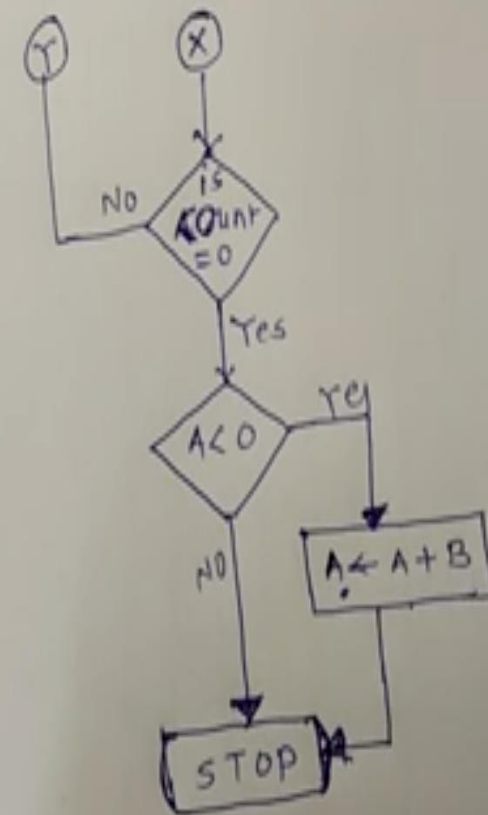 Y
X
is
COUNT
=0
NO
Yes
A<0
Yes
NO
A ← A + B
STOP